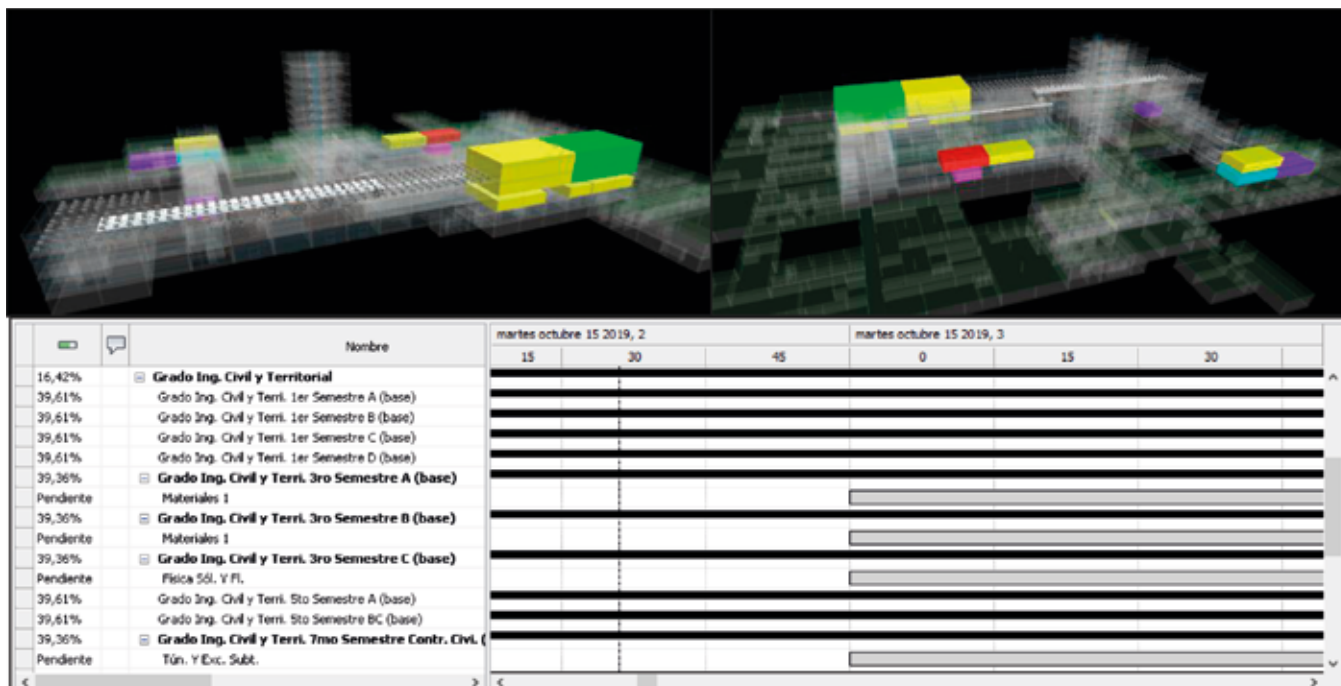 Nombre
martes octubre 15 2019, 2
martes octubre 15 2019, 3
15
30
45
0
15
30
16,42% Grado Ing. Civil y Territorial
39,61% Grado Ing. Civil y Terri. 1er Semestre A (base)
39,61% Grado Ing. Civil y Terri. 1er Semestre B (base)
39,61% Grado Ing. Civil y Terri. 1er Semestre C (base)
39,61% Grado Ing. Civil y Terri. 1er Semestre D (base)
39,36% Grado Ing. Civil y Terri. 3ro Semestre A (base)
Pendiente Materiales 1
39,36% Grado Ing. Civil y Terri. 3ro Semestre B (base)
Pendiente Materiales 1
39,36% Grado Ing. Civil y Terri. 3ro Semestre C (base)
Pendiente Física Sól. Y Fl.
39,61% Grado Ing. Civil y Terri. 5to Semestre A (base)
39,61% Grado Ing. Civil y Terri. 5to Semestre BC (base)
39,36% Grado Ing. Civil y Terri. 7mo Semestre Contr. Civi. (
Pendiente Tún. Y Exc. Subt.